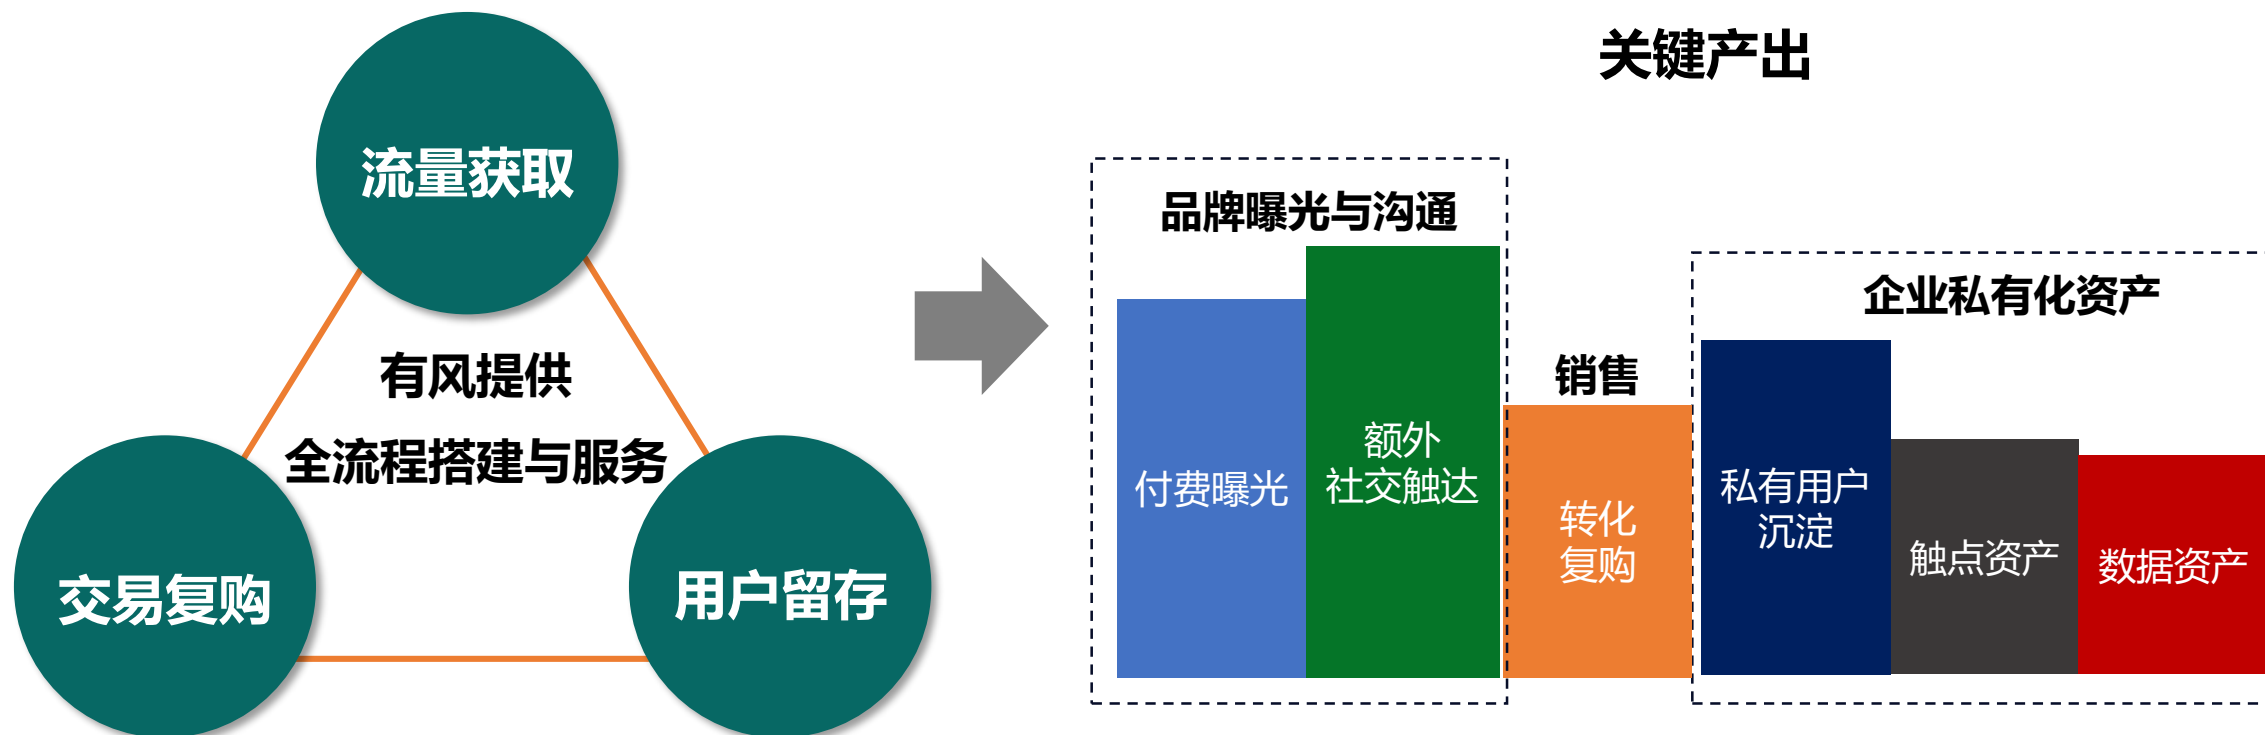 流量获取
有风提供
全流程搭建与服务
交易复购
用户留存
关键产出
品牌曝光与沟通
付费曝光
额外
社交触达
销售
转化
复购
企业私有化资产
私有用户
沉淀
触点资产
数据资产